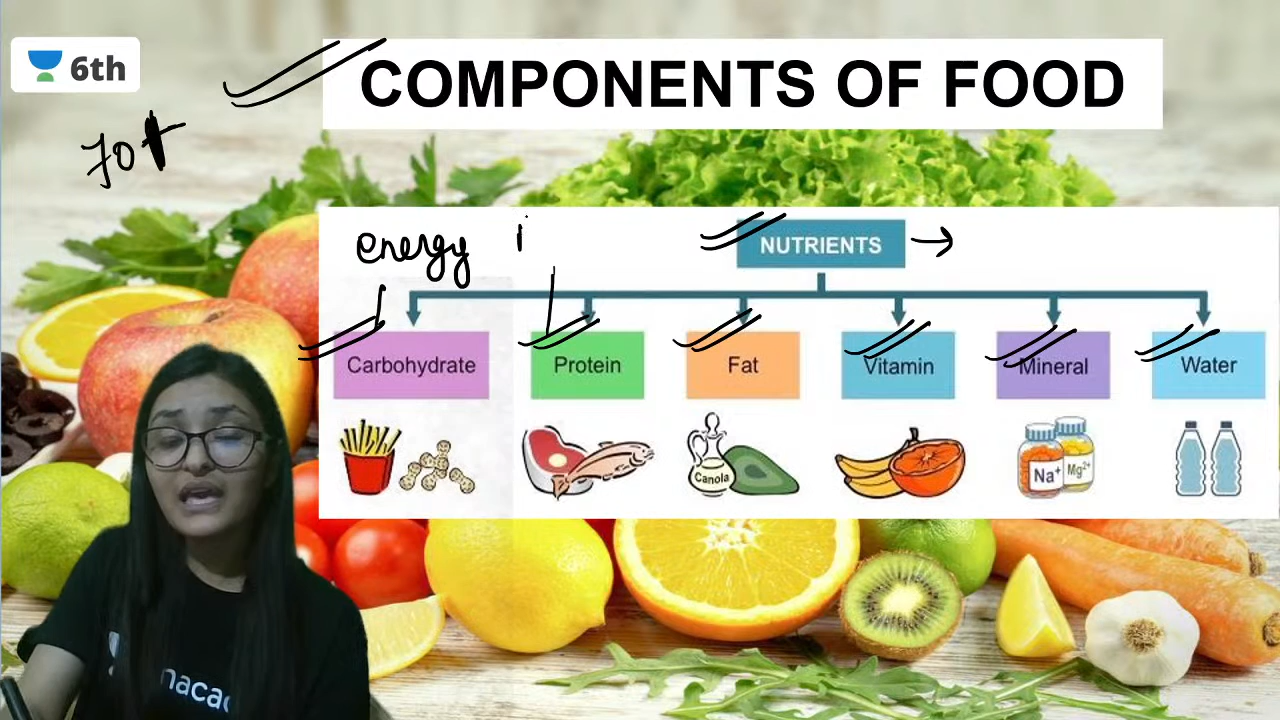 6th
COMPONENTS OF FOOD
energy
NUTRIENTS
Carbohydrate
Protein
Fat
Vitamin
Mineral
Water
Canola
Na+
Mg2+